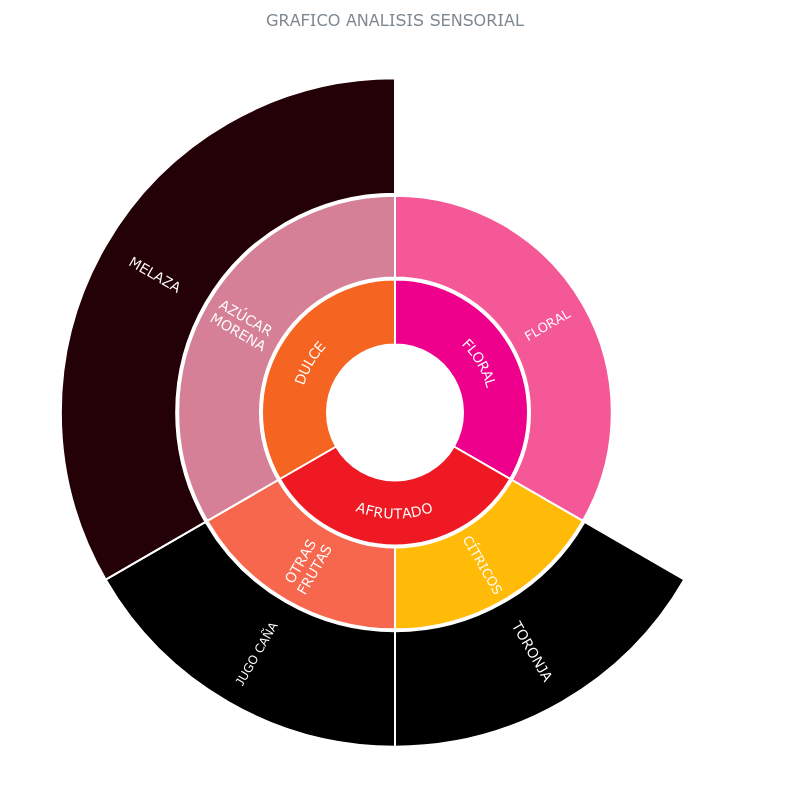 GRAFICO ANALISIS SENSORIAL
MELAZA
AZÚCAR
MORENA
DULCE
FLORAL
FLORAL
AFRUTADO
OTRAS
FRUTAS
CÍTRICOS
JUGO CAÑA
TORONJA